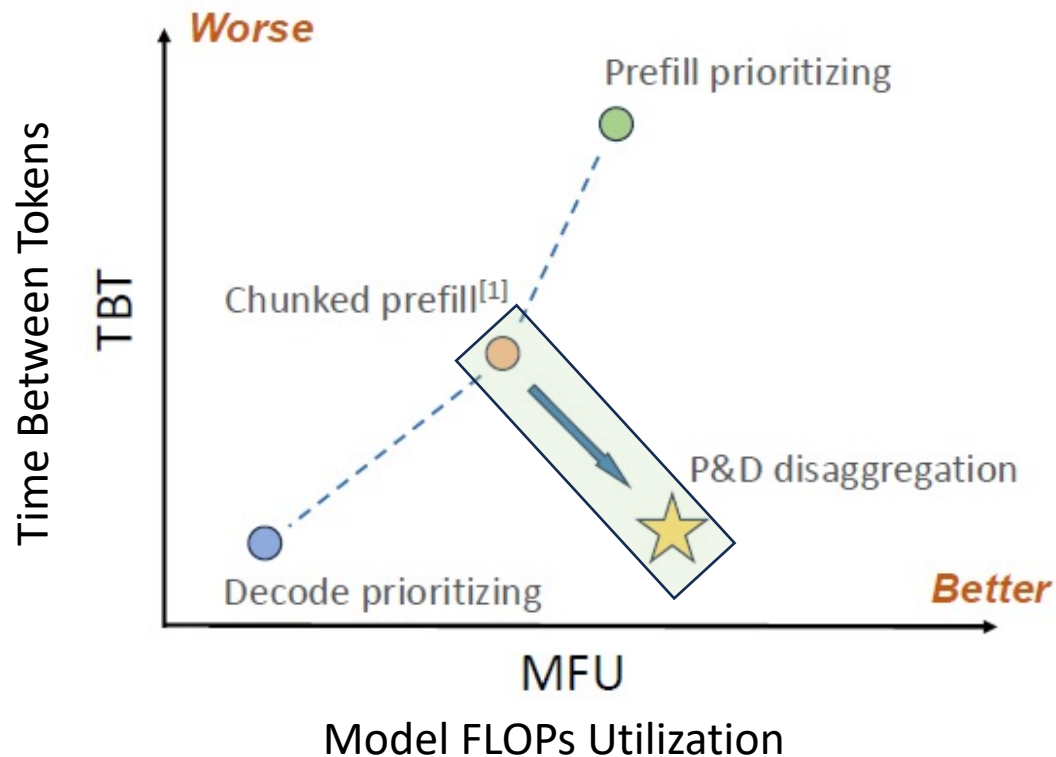 Worse
Prefill prioritizing
Time Between Tokens
TBT
Chunked prefill[1]
P&D disaggregation
Decode prioritizing
Better
MFU
Model FLOPs Utilization